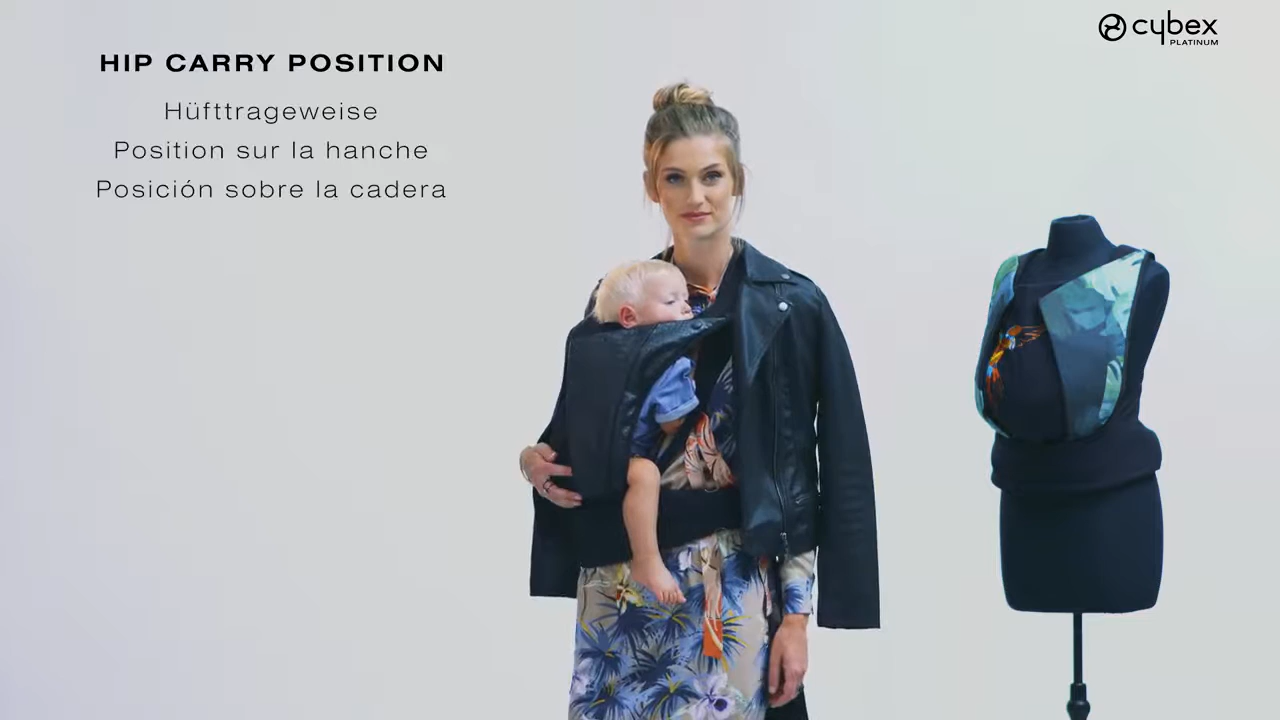 HIP CARRY POSITION
Hüfttrageweise
Position sur la hanche
Posición sobre la cadera
cybex
PLATINUM